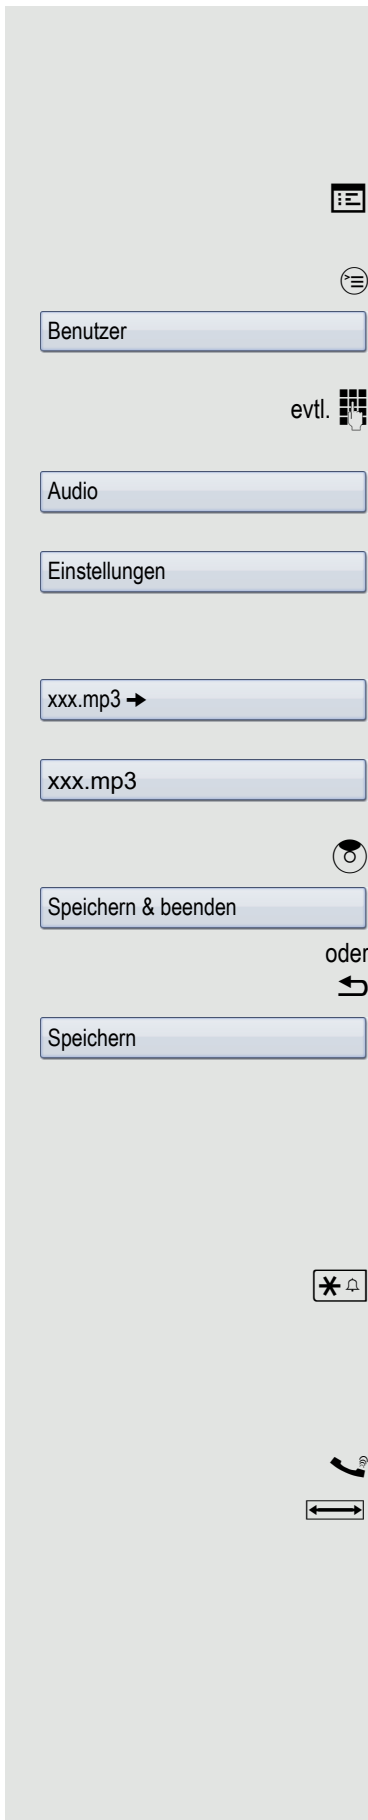 Benutzer
evtl.
Audio
Einstellungen
xxx.mp3 →
xxx.mp3
Speichern & beenden
oder
Speichern